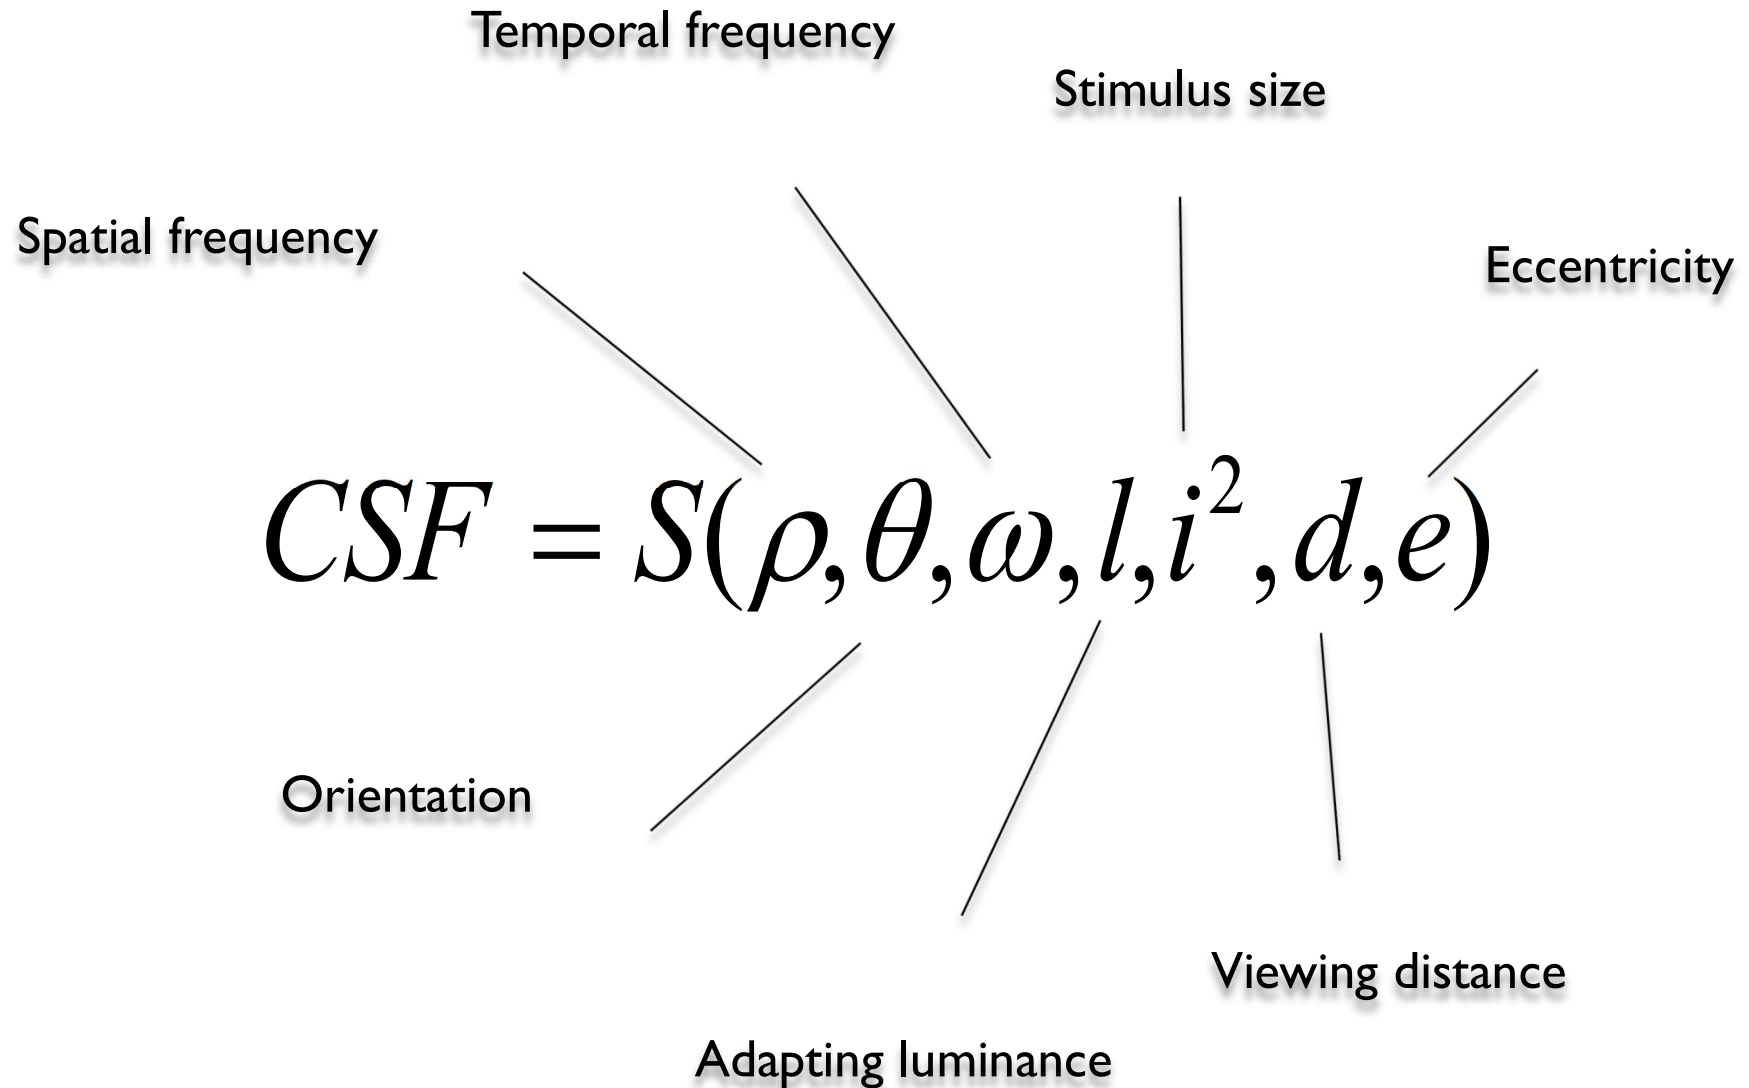 Temporal frequency
Stimulus size
Spatial frequency
Eccentricity
CSF = S(ρ,θ,ω,l,i²,d,e)
Orientation
Viewing distance
Adapting luminance